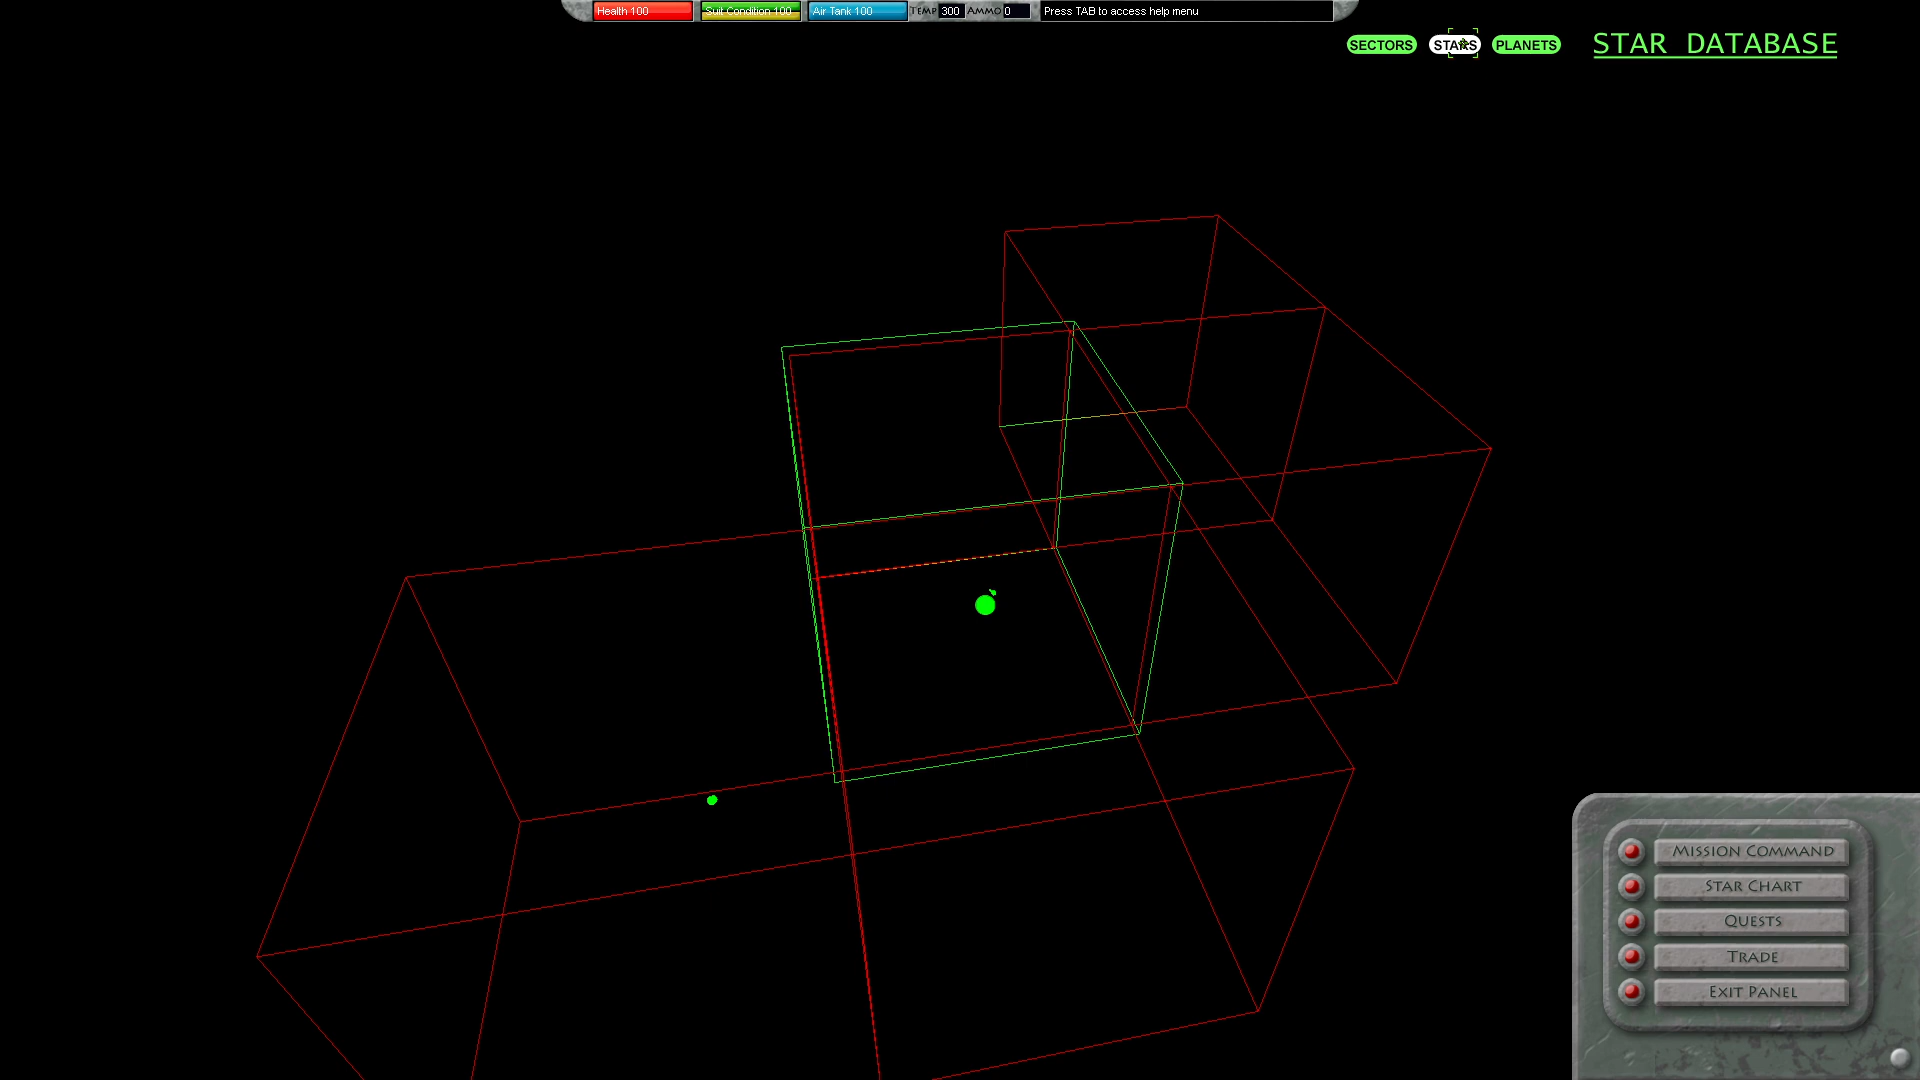 Health 100
Suit Condition 100
Air Tank 100
Temp 300
Ammo 0
Press TAB to access help menu
SECTORS
STARS
PLANETS
STAR DATABASE
Mission Command
Star Chart
Quests
Trade
Exit Panel